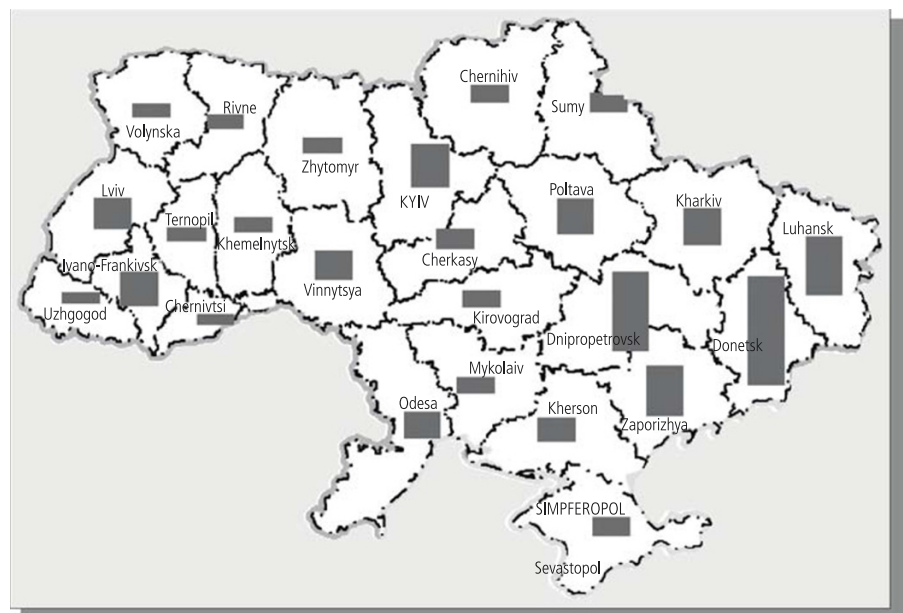 Chernihiv
Sumy
Rivne
Volynska
Zhytomyr
Lviv
KYIV
Poltava
Kharkiv
Ternopil
Luhansk
Khemelnytsk
Cherkasy
Ivano-Frankivsk
Vinnytsya
Uzhgogod
Chernivtsi
Kirovograd
Dnipropetrovsk
Donetsk
Mykolaiv
Odesa
Kherson
Zaporizhya
SIMPFEROPOL
Sevastopol